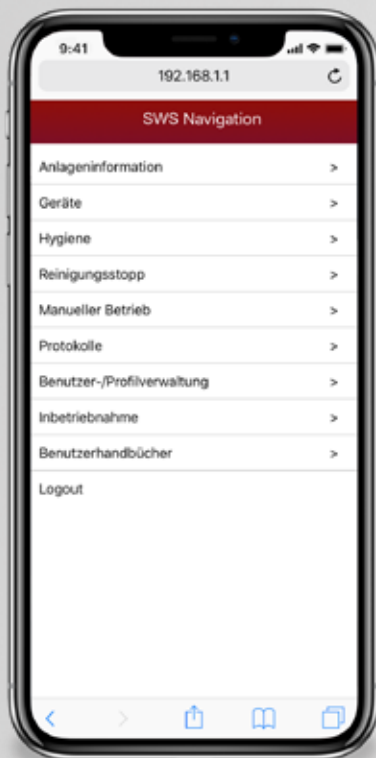 9:41
192.168.1.1
SWS Navigation
Anlageninformation >
Geräte >
Hygiene >
Reinigungsstopp >
Manueller Betrieb >
Protokolle >
Benutzer-/Profilverwaltung >
Inbetriebnahme >
Benutzerhandbücher >
Logout